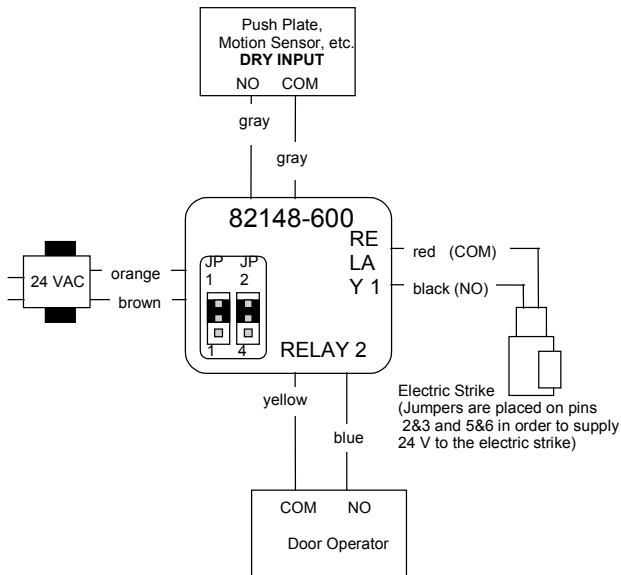 Push Plate,
Motion Sensor, etc.
DRY INPUT
NO COM
gray
gray
82148-600
RE
LA
Y 1
red (COM)
black (NO)
24 VAC
orange
brown
JP JP
1 2
1 4
RELAY 2
Electric Strike
(Jumpers are placed on pins
2&3 and 5&6 in order to supply
24 V to the electric strike)
yellow
blue
COM NO
Door Operator